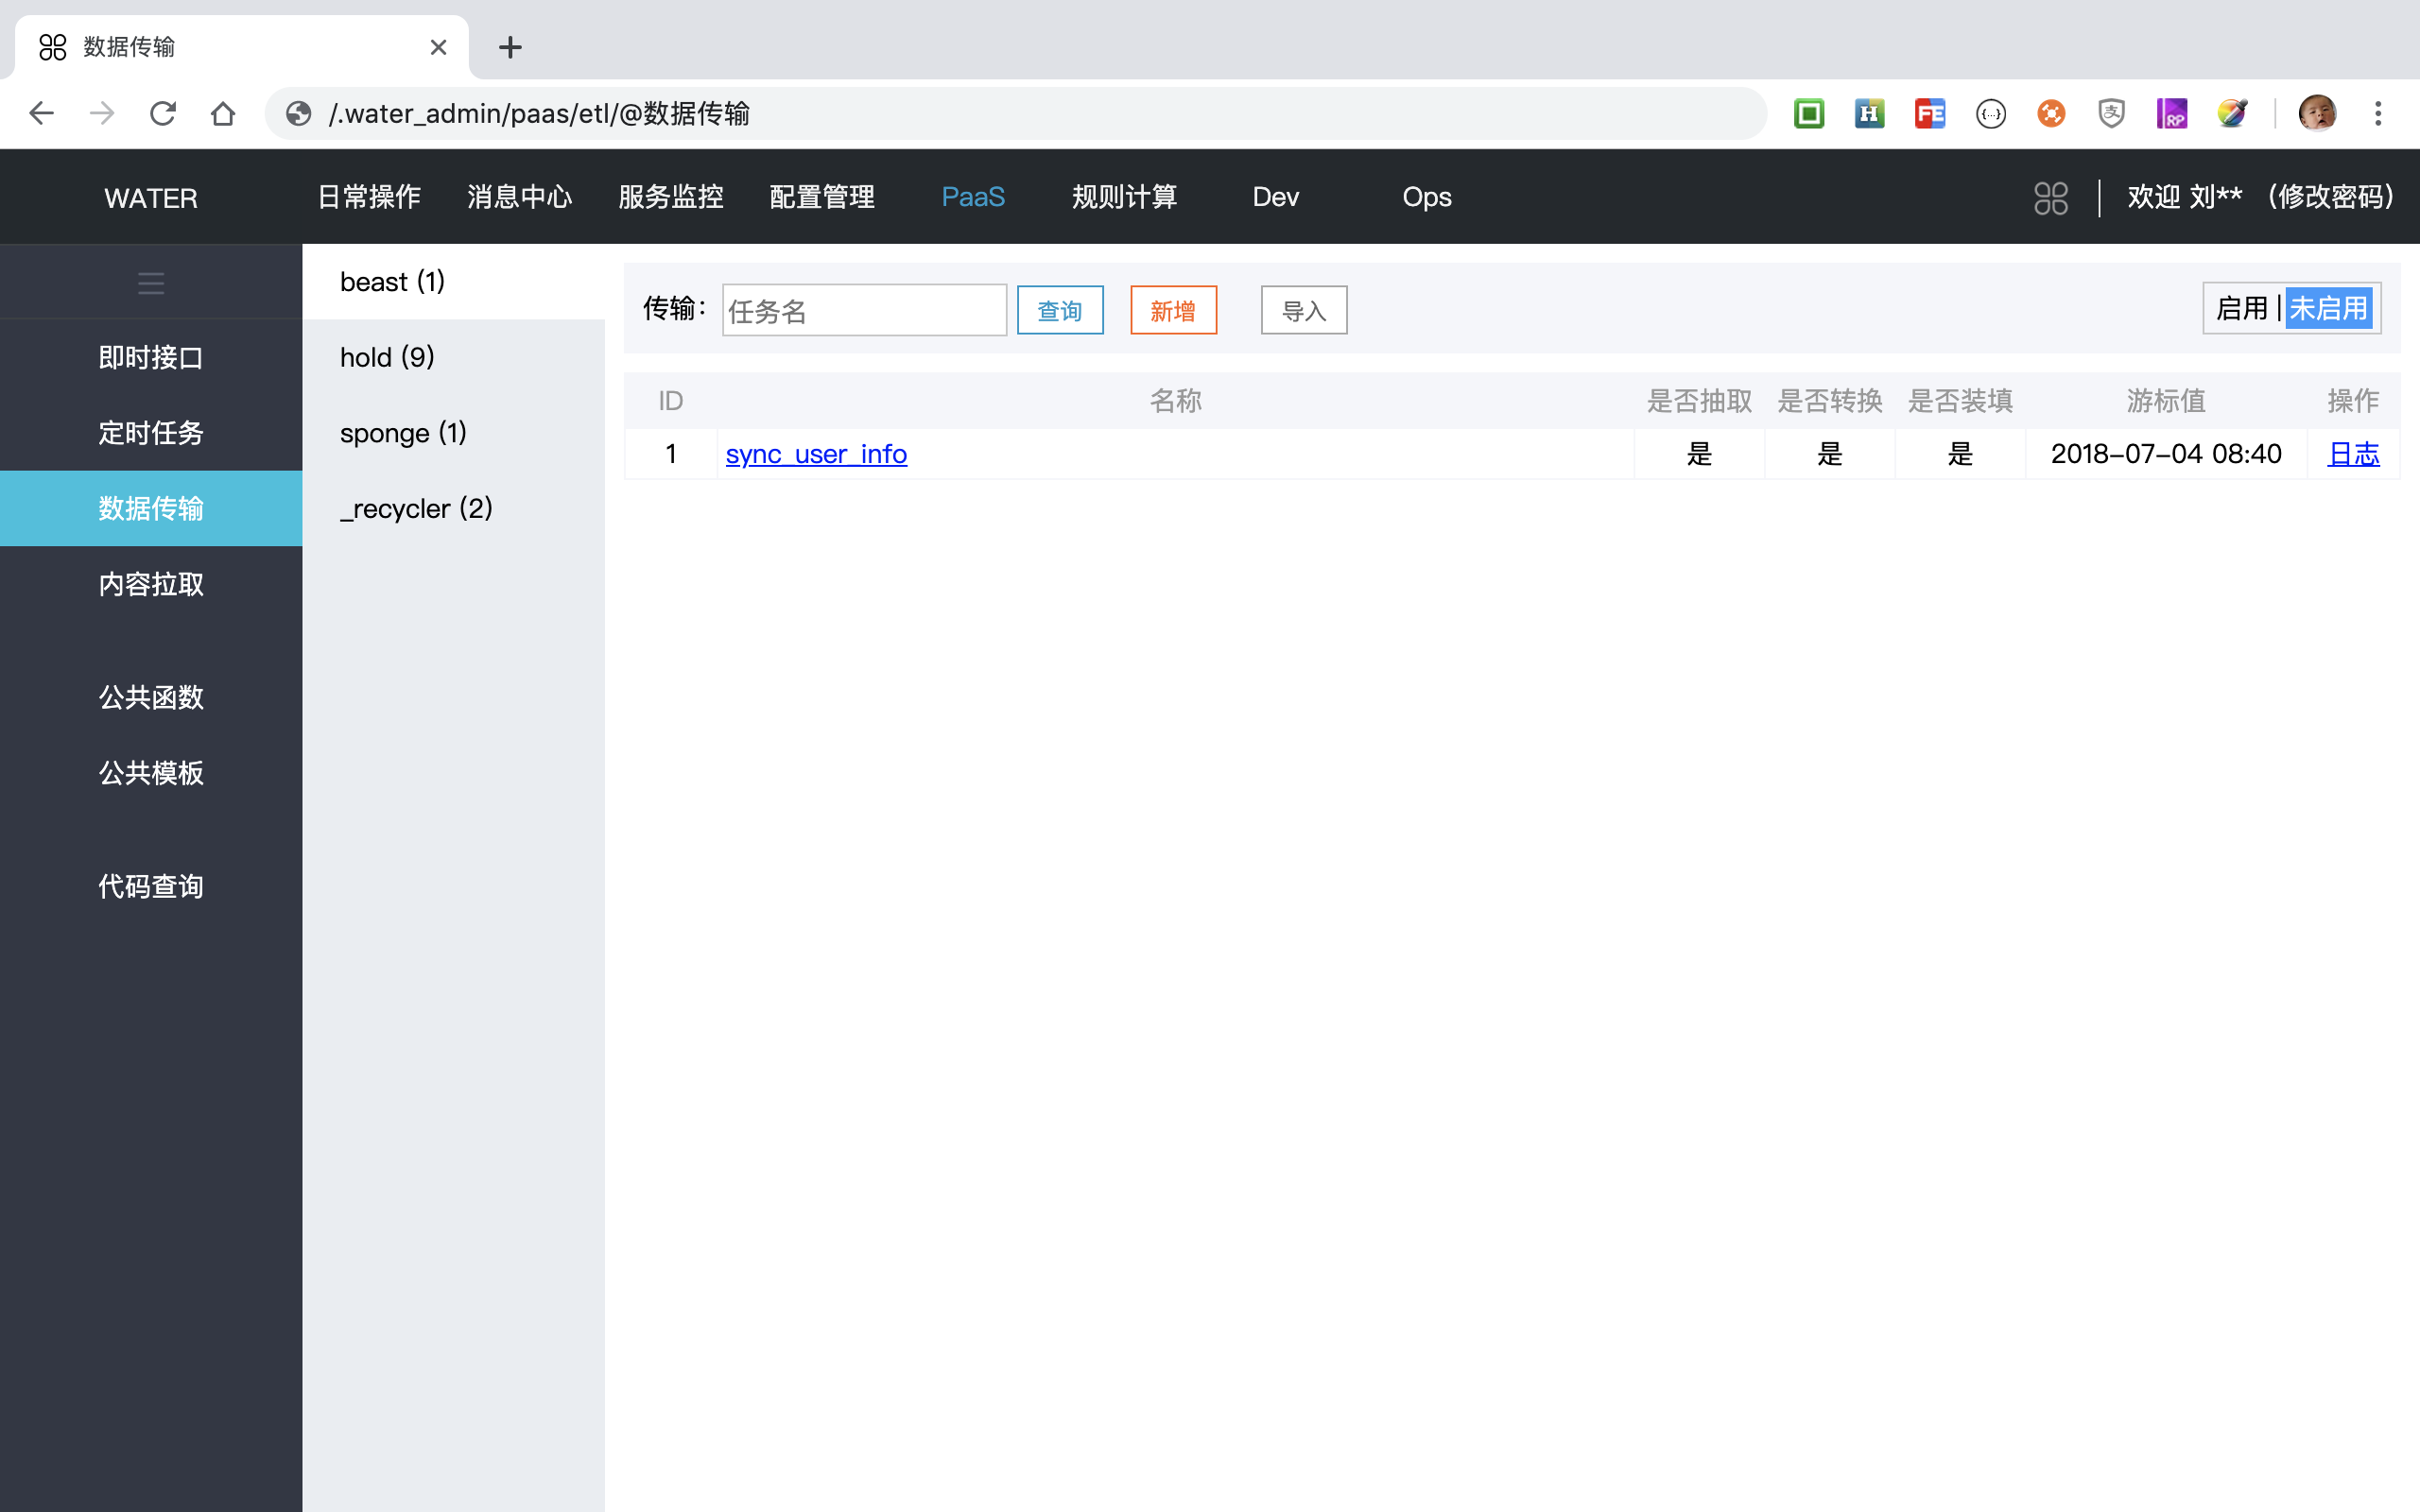 数据传输
/.water_admin/paas/etl/@数据传输
WATER
日常操作 消息中心 服务监控 配置管理 PaaS 规则计算 Dev Ops
欢迎 刘** (修改密码)
即时接口
定时任务
数据传输
内容拉取
公共函数
公共模板
代码查询
beast (1)
hold (9)
sponge (1)
_recycler (2)
传输: 任务名 查询 新增 导入 启用 | 未启用
ID 名称 是否抽取 是否转换 是否装填 游标值 操作
1 sync_user_info 是 是 是 2018-07-04 08:40 日志